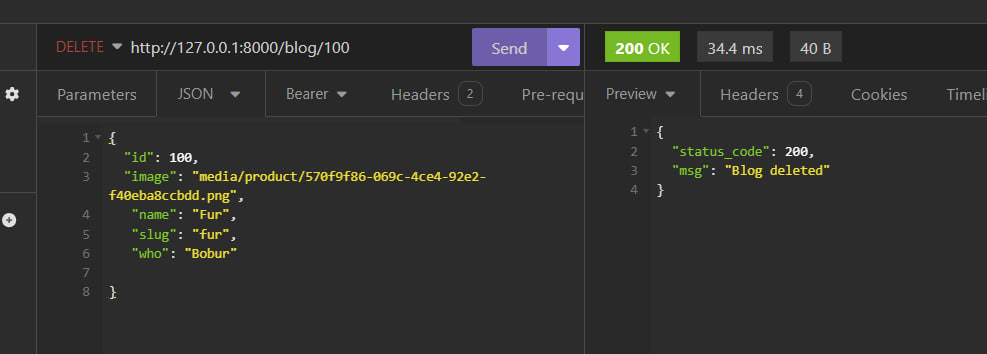 DELETE http://127.0.0.1:8000/blog/100 Send
200 OK 34.4 ms 40 B
Parameters JSON Bearer Headers 2 Pre-requ
Preview Headers 4 Cookies Timeli
1 {
2 "id": 100,
3 "image": "media/product/570f9f86-069c-4ce4-92e2-
f40eba8ccbdd.png",
4 "name": "Fur",
5 "slug": "fur",
6 "who": "Bobur"
7
8 }
1 {
2 "status_code": 200,
3 "msg": "Blog deleted"
4 }